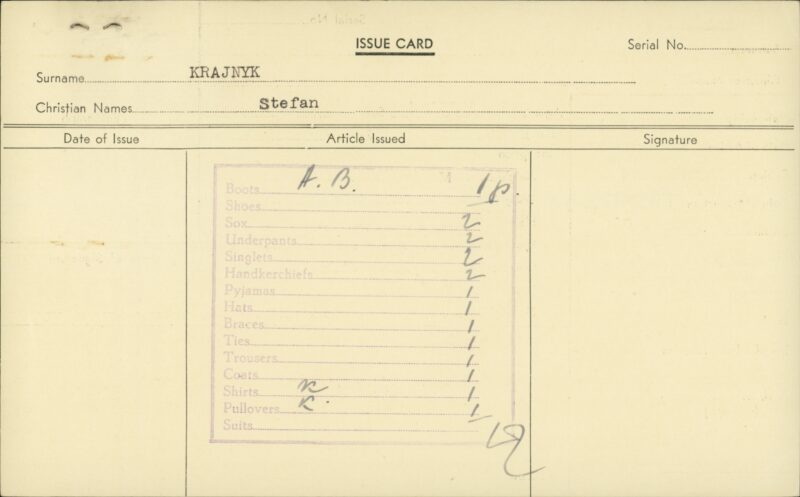 ISSUE CARD
Serial No.
Surname KRAJNYK
Christian Names Stefan
Date of Issue Article Issued Signature
Boots A. B. 1 p.
Shoes
Sox 2
Underpants 2
Singlets 2
Handkerchiefs 2
Pyjamas 1
Hats 1
Braces 1
Ties 1
Trousers 1
Coats 1
Shirts K 1
Pullovers K. 1
Suits